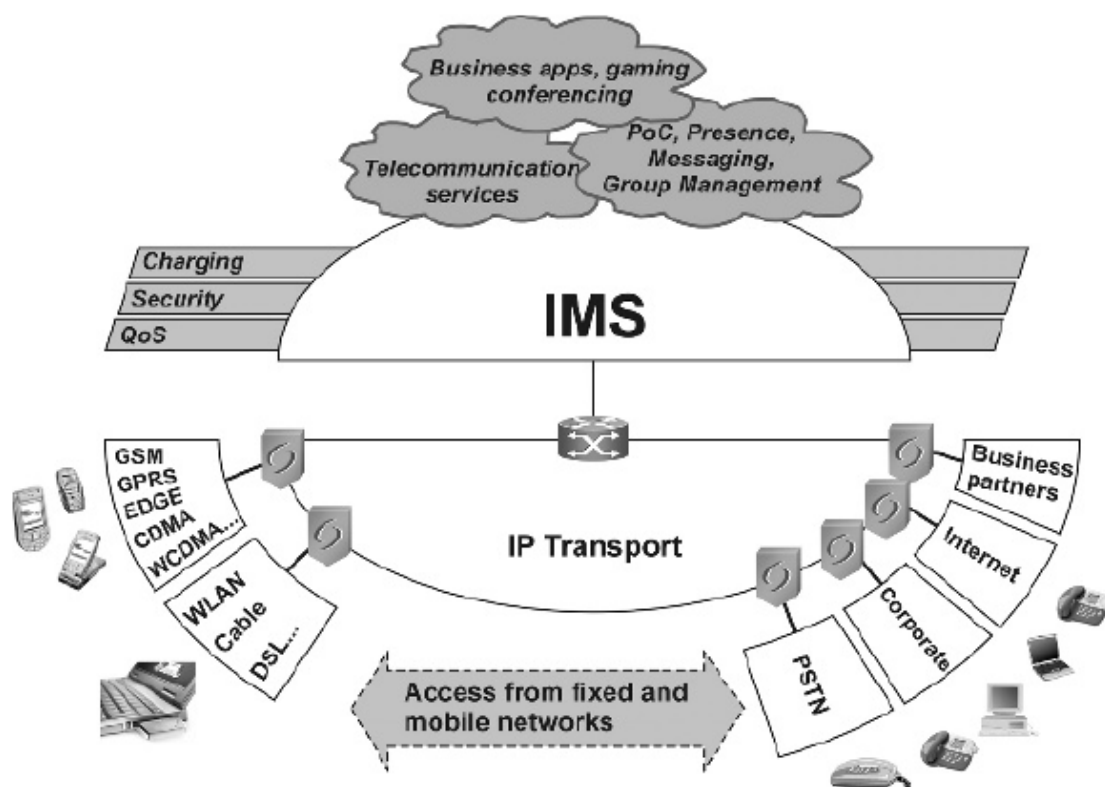 Business apps, gaming
conferencing
PoC, Presence,
Messaging,
Group Management
Telecommunication
services
Charging
Security
QoS
IMS
GSM
GPRS
EDGE
CDMA
WCDMA...
WLAN
Cable
DSL...
IP Transport
Business
partners
Internet
Corporate
PSTN
Access from fixed and
mobile networks